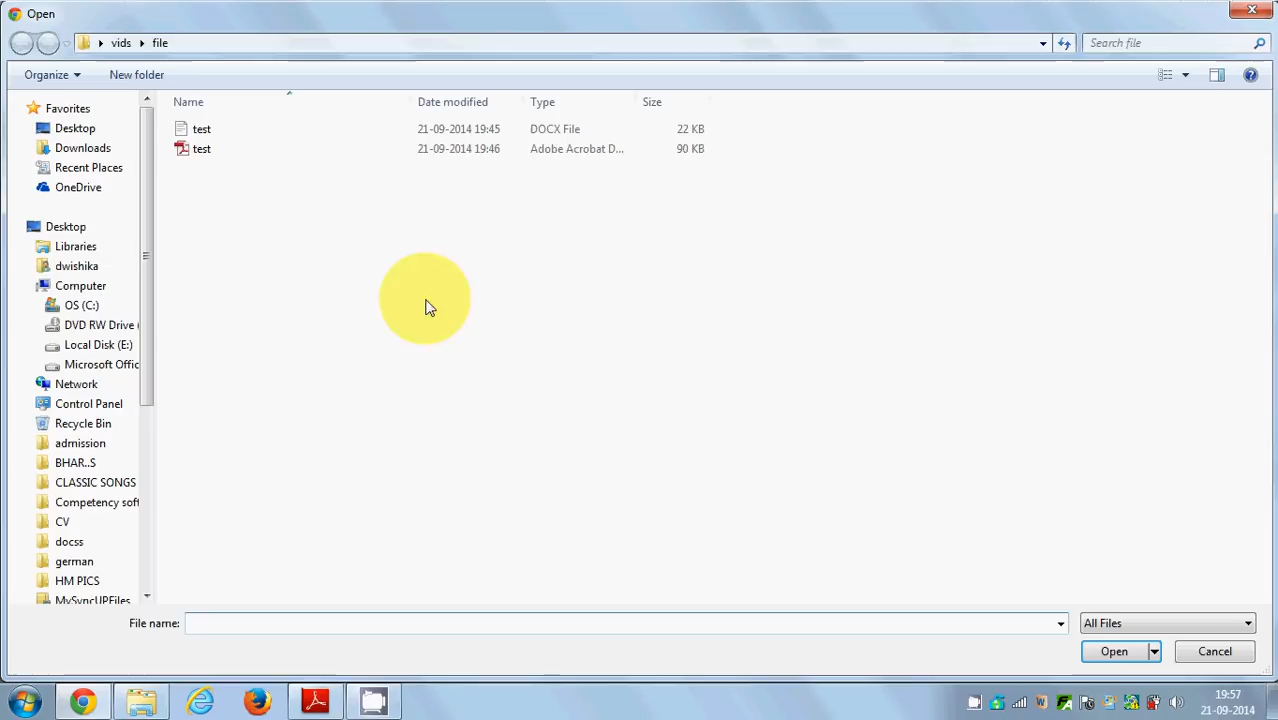 Open
vids
file
Search file
Organize
New folder
Name
Date modified
Type
Size
test
21-09-2014 19:45
DOCX File
22 KB
test
21-09-2014 19:46
Adobe Acrobat D...
90 KB
Favorites
Desktop
Downloads
Recent Places
OneDrive
Desktop
Libraries
dwishika
Computer
OS (C:)
DVD RW Drive (
Local Disk (E:)
Microsoft Offic
Network
Control Panel
Recycle Bin
admission
BHAR..S
CLASSIC SONGS
Competency soft
CV
docss
german
HM PICS
MySyncUPFiles
File name:
All Files
Open
Cancel
19:57
21-09-2014